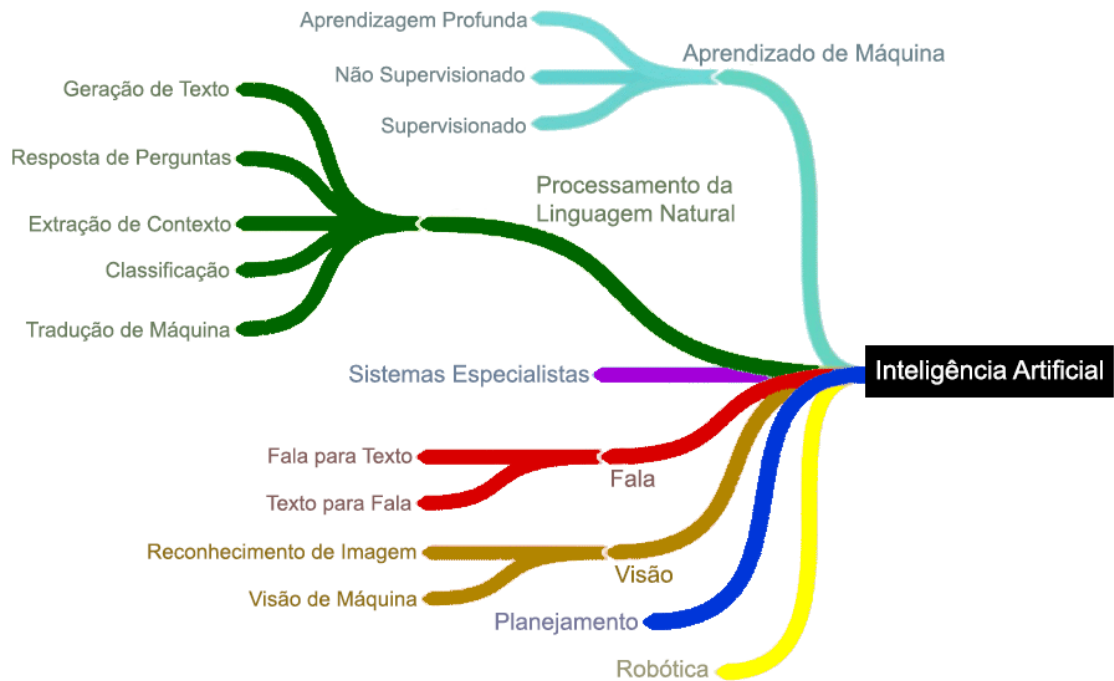 Aprendizagem Profunda
Aprendizado de Máquina
Não Supervisionado
Supervisionado
Geração de Texto
Resposta de Perguntas
Processamento da
Linguagem Natural
Extração de Contexto
Classificação
Tradução de Máquina
Inteligência Artificial
Sistemas Especialistas
Fala para Texto
Fala
Texto para Fala
Reconhecimento de Imagem
Visão
Visão de Máquina
Planejamento
Robótica